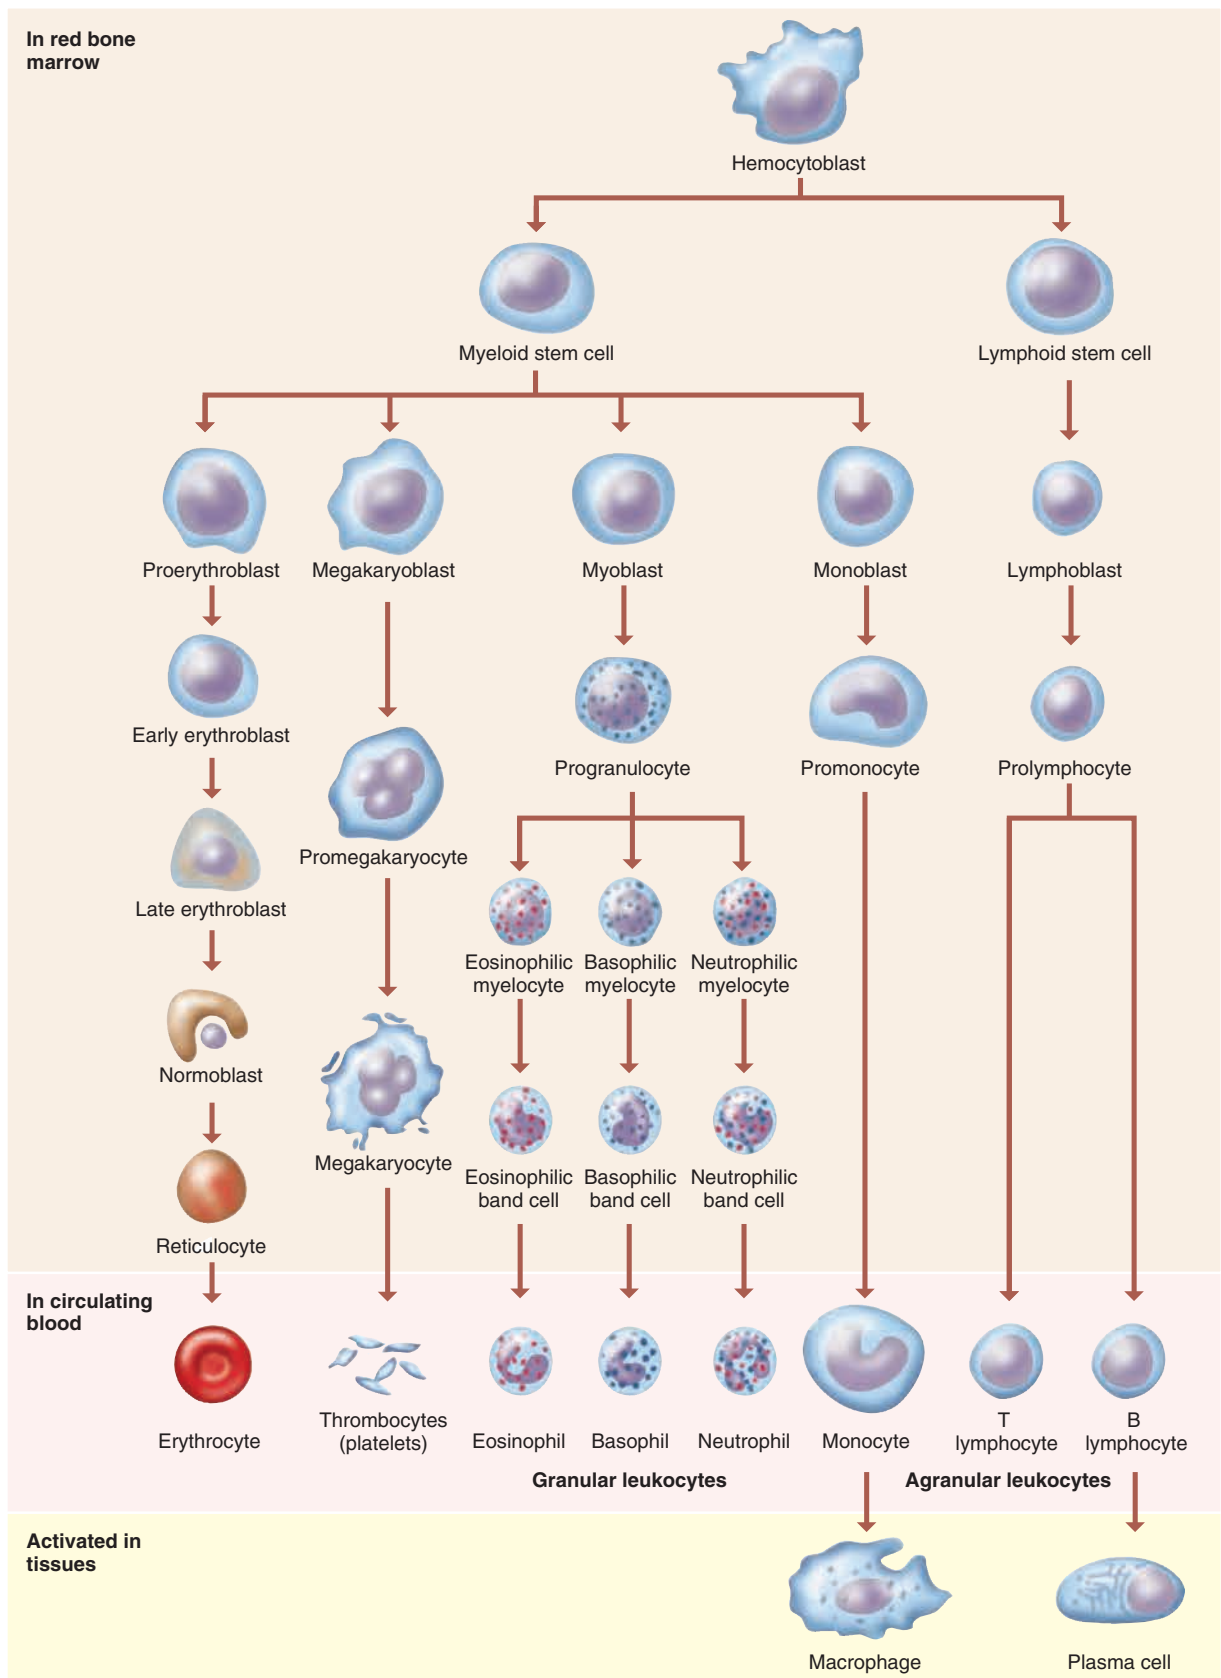 In red bone
marrow
Hemocytoblast
Myeloid stem cell
Lymphoid stem cell
Proerythroblast
Megakaryoblast
Myoblast
Monoblast
Lymphoblast
Early erythroblast
Progranulocyte
Promonocyte
Prolymphocyte
Promegakaryocyte
Late erythroblast
Eosinophilic
myelocyte
Basophilic
myelocyte
Neutrophilic
myelocyte
Normoblast
Megakaryocyte
Eosinophilic
band cell
Basophilic
band cell
Neutrophilic
band cell
Reticulocyte
In circulating
blood
Erythrocyte
Thrombocytes
(platelets)
Eosinophil
Basophil
Neutrophil
Monocyte
T
lymphocyte
B
lymphocyte
Granular leukocytes
Agranular leukocytes
Activated in
tissues
Macrophage
Plasma cell